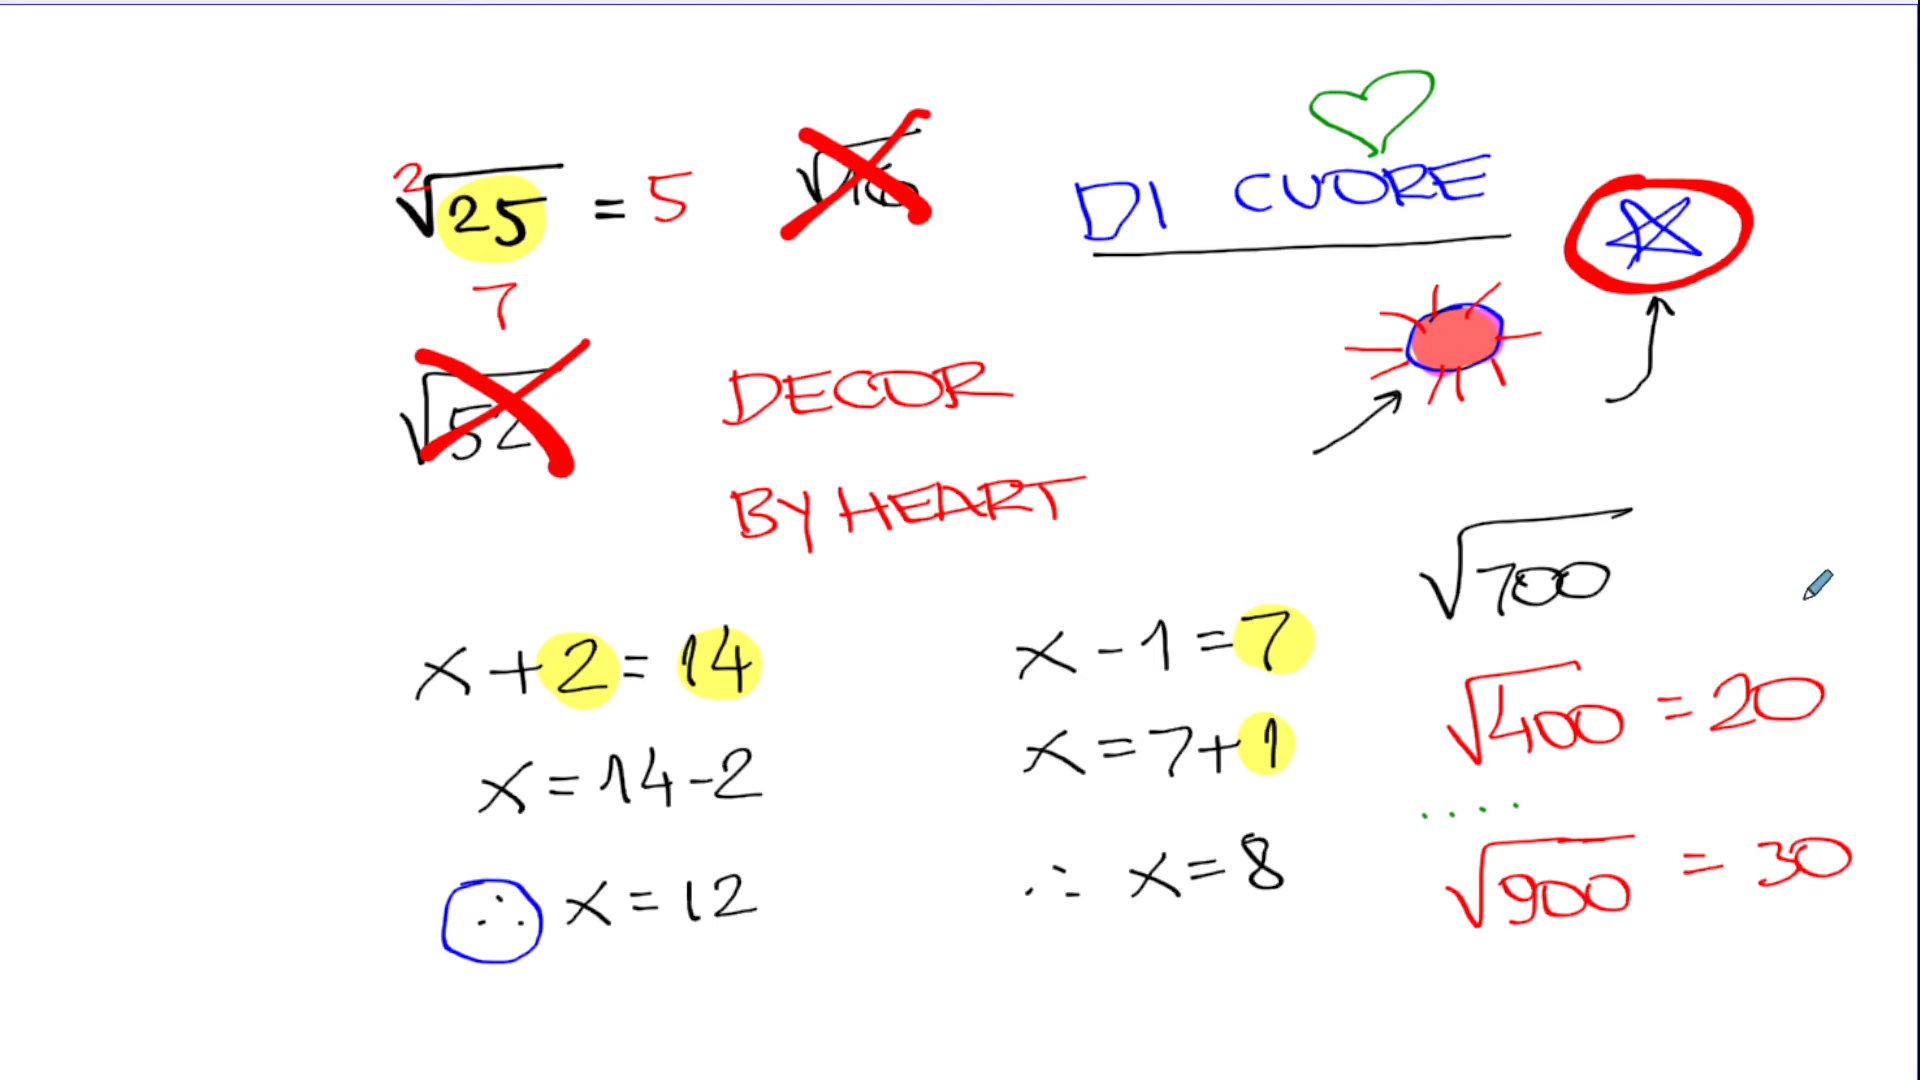 ²√25 = 5
DI CUORE
7
√52
DECOR
BY HEART
√700
x + 2 = 14
x - 1 = 7
√400 = 20
x = 14 - 2
x = 7 + 1
. . . .
√900 = 30
∴ x = 12
∴ x = 8